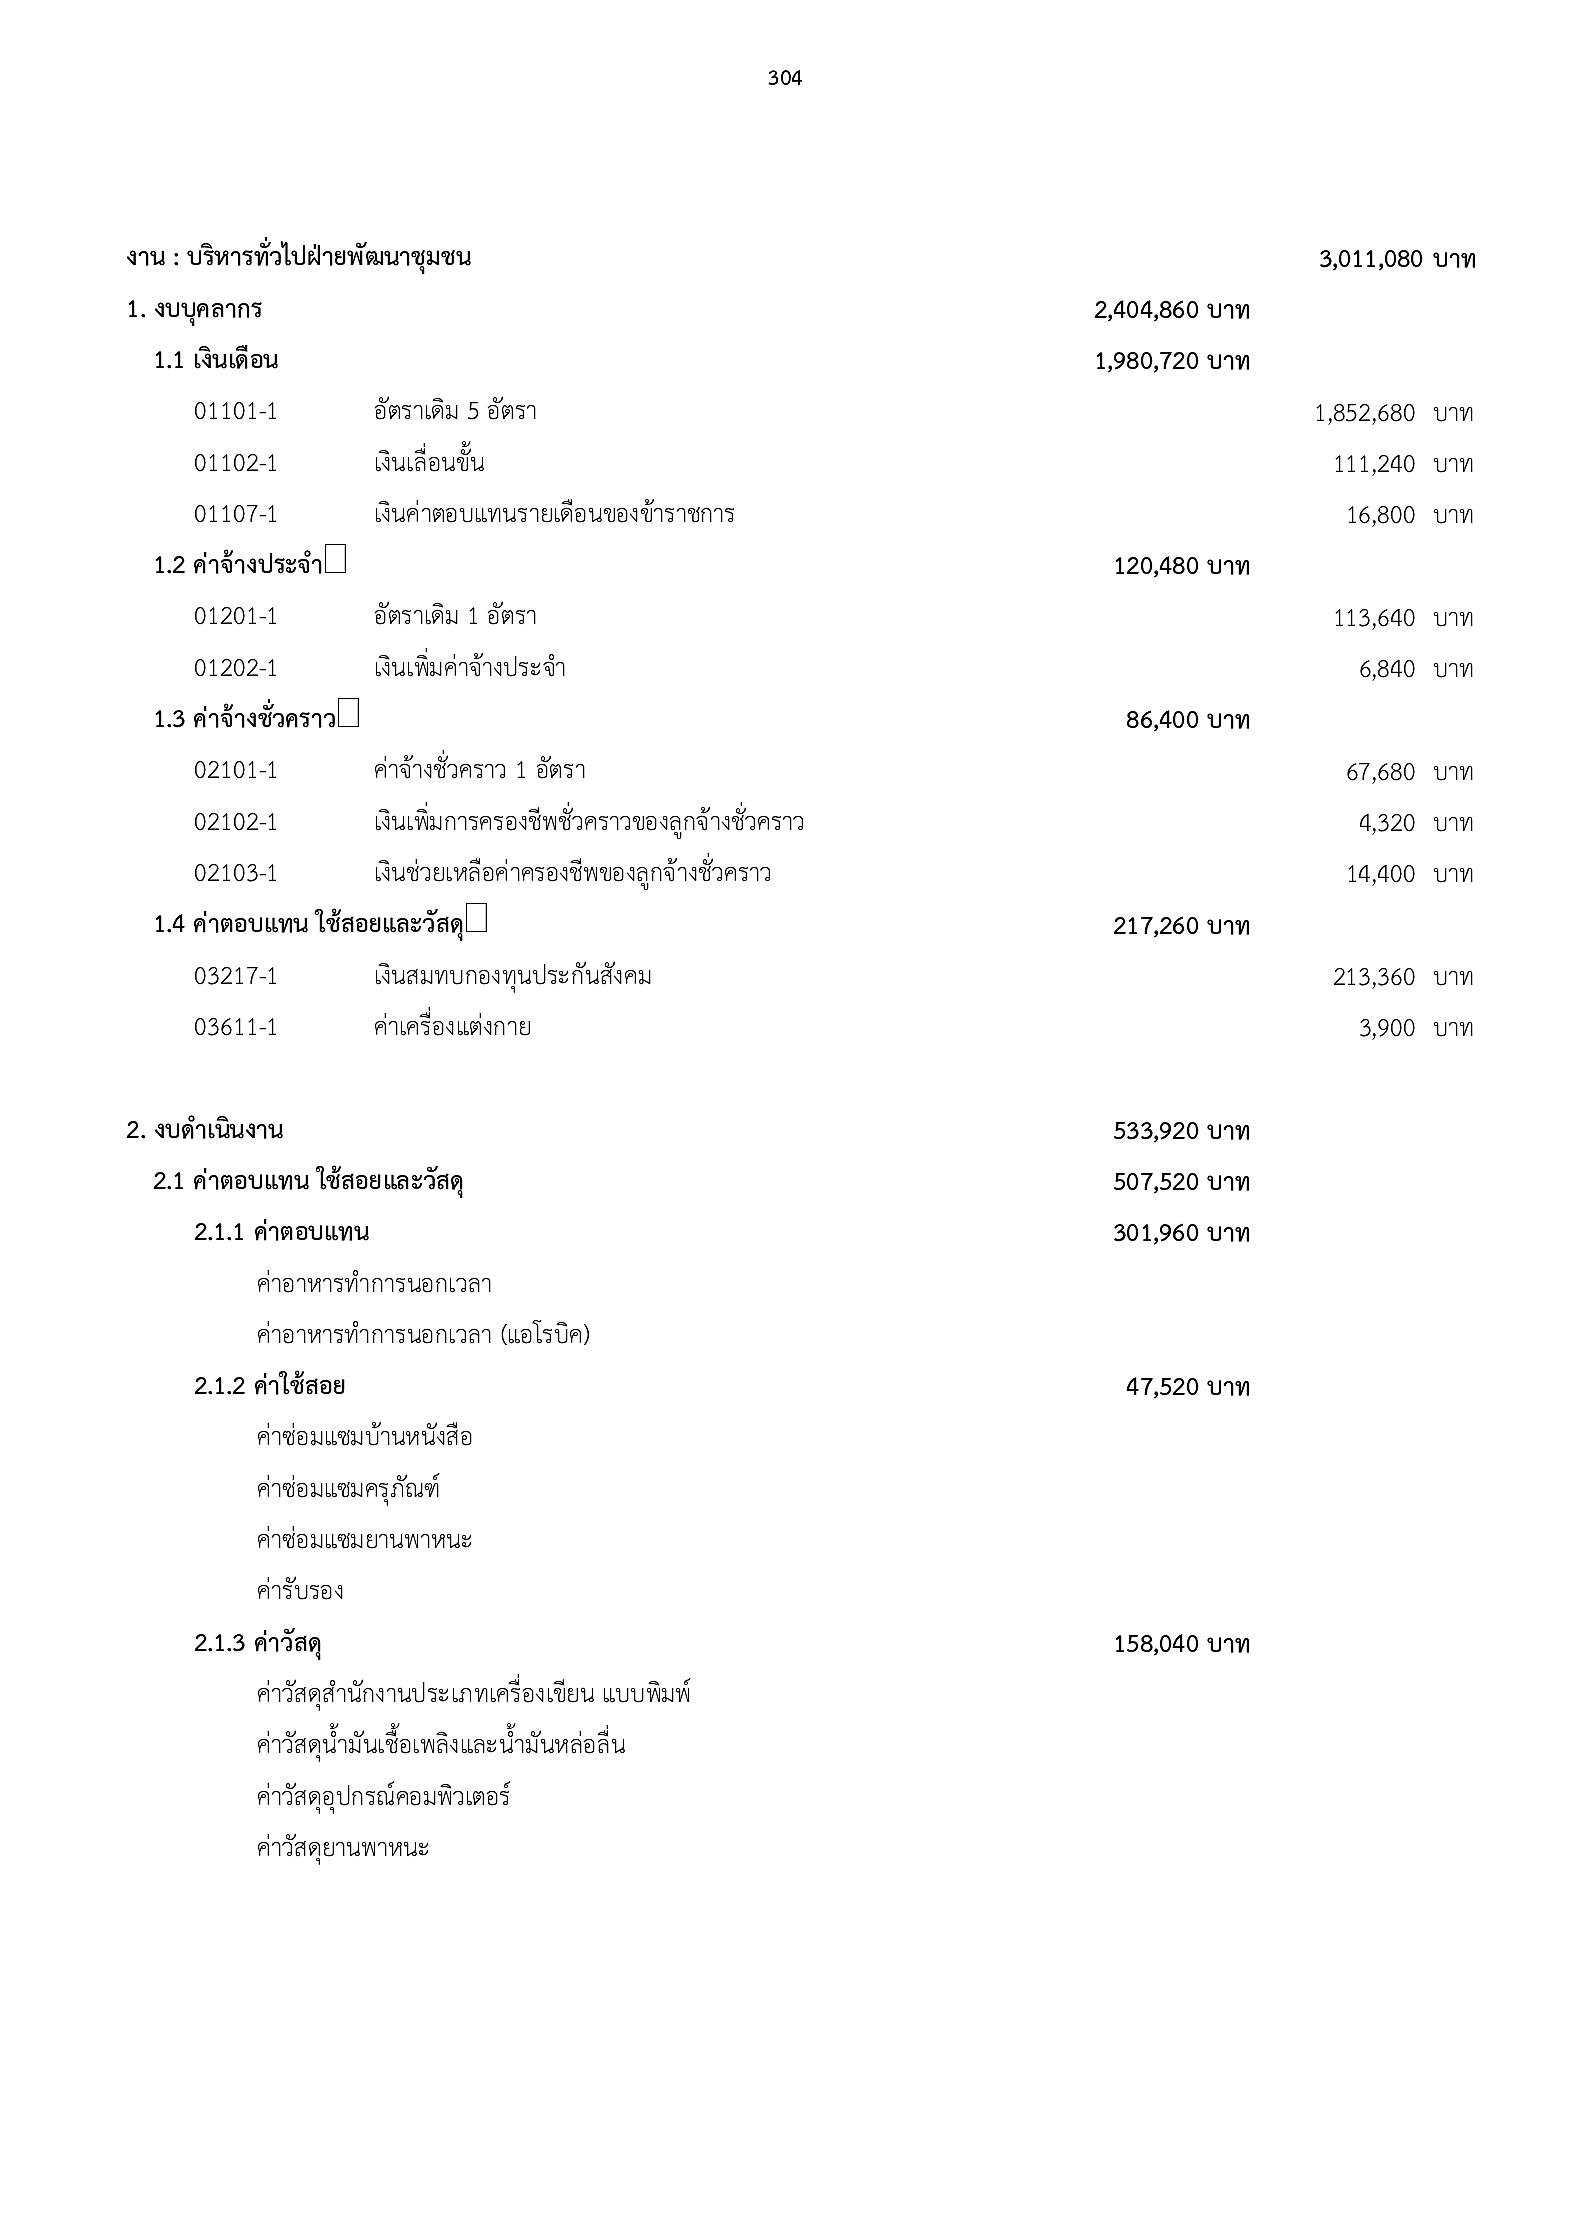 304
งาน : บริหารทั่วไปฝ่ายพัฒนาชุมชน 3,011,080 บาท
1. งบบุคลากร 2,404,860 บาท
1.1 เงินเดือน 1,980,720 บาท
01101-1 อัตราเดิม 5 อัตรา 1,852,680 บาท
01102-1 เงินเลื่อนขั้น 111,240 บาท
01107-1 เงินค่าตอบแทนรายเดือนของข้าราชการ 16,800 บาท
1.2 ค่าจ้างประจำ 120,480 บาท
01201-1 อัตราเดิม 1 อัตรา 113,640 บาท
01202-1 เงินเพิ่มค่าจ้างประจำ 6,840 บาท
1.3 ค่าจ้างชั่วคราว 86,400 บาท
02101-1 ค่าจ้างชั่วคราว 1 อัตรา 67,680 บาท
02102-1 เงินเพิ่มการครองชีพชั่วคราวของลูกจ้างชั่วคราว 4,320 บาท
02103-1 เงินช่วยเหลือค่าครองชีพของลูกจ้างชั่วคราว 14,400 บาท
1.4 ค่าตอบแทน ใช้สอยและวัสดุ 217,260 บาท
03217-1 เงินสมทบกองทุนประกันสังคม 213,360 บาท
03611-1 ค่าเครื่องแต่งกาย 3,900 บาท
2. งบดำเนินงาน 533,920 บาท
2.1 ค่าตอบแทน ใช้สอยและวัสดุ 507,520 บาท
2.1.1 ค่าตอบแทน 301,960 บาท
ค่าอาหารทำการนอกเวลา
ค่าอาหารทำการนอกเวลา (แอโรบิค)
2.1.2 ค่าใช้สอย 47,520 บาท
ค่าซ่อมแซมบ้านหนังสือ
ค่าซ่อมแซมครุภัณฑ์
ค่าซ่อมแซมยานพาหนะ
ค่ารับรอง
2.1.3 ค่าวัสดุ 158,040 บาท
ค่าวัสดุสำนักงานประเภทเครื่องเขียน แบบพิมพ์
ค่าวัสดุน้ำมันเชื้อเพลิงและน้ำมันหล่อลื่น
ค่าวัสดุอุปกรณ์คอมพิวเตอร์
ค่าวัสดุยานพาหนะ